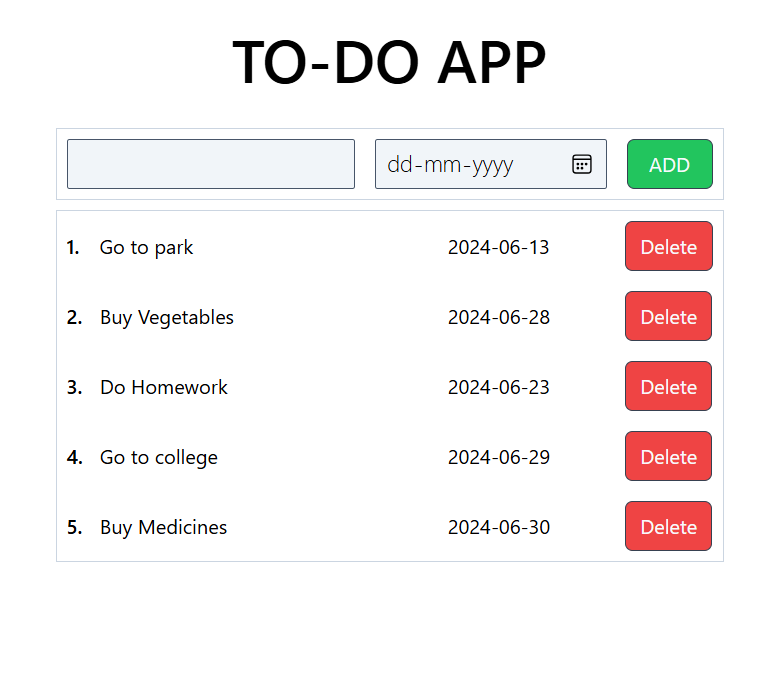 TO-DO APP
dd-mm-yyyy ADD
1. Go to park 2024-06-13 Delete
2. Buy Vegetables 2024-06-28 Delete
3. Do Homework 2024-06-23 Delete
4. Go to college 2024-06-29 Delete
5. Buy Medicines 2024-06-30 Delete